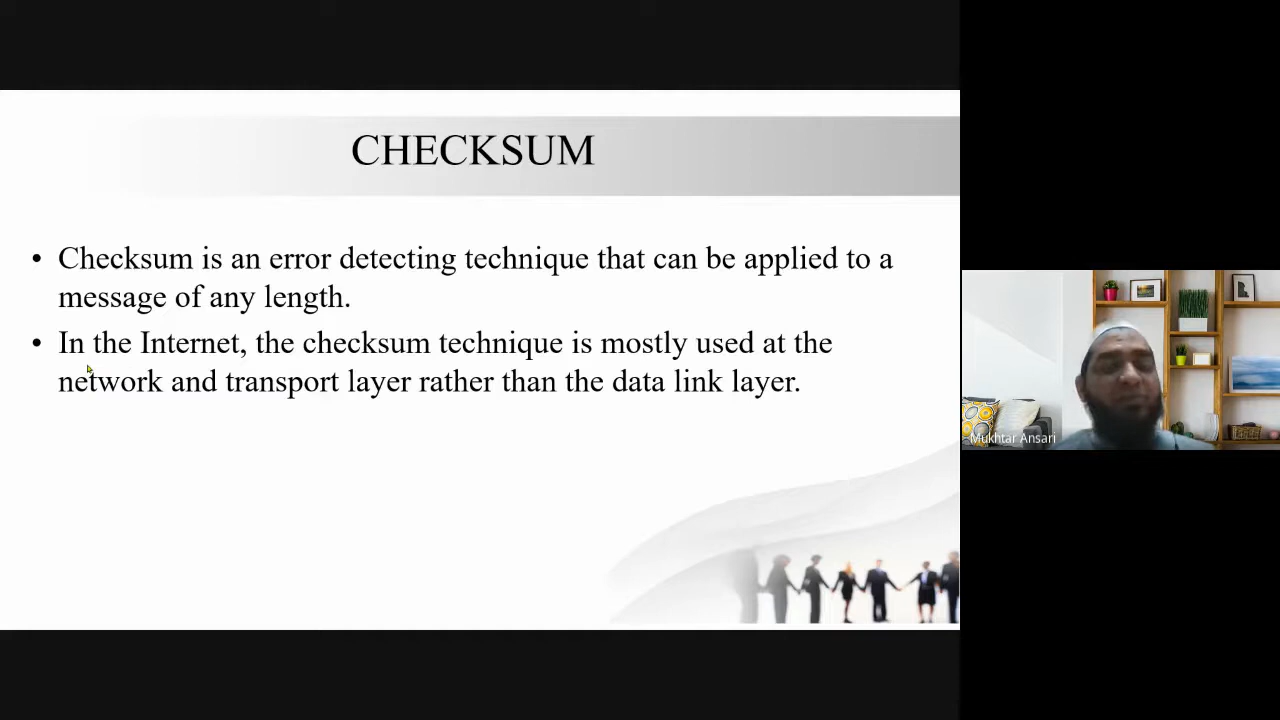 CHECKSUM
• Checksum is an error detecting technique that can be applied to a
message of any length.
• In the Internet, the checksum technique is mostly used at the
network and transport layer rather than the data link layer.
Mukhtar Ansari